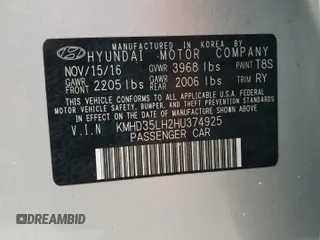 MANUFACTURED IN KOREA BY
HYUNDAI MOTOR COMPANY
NOV/15/16 GVWR 3968 lbs PAINT T8S
GAWR FRONT 2205 lbs GAWR REAR 2006 lbs TRIM RY
THIS VEHICLE CONFORMS TO ALL APPLICABLE U.S.A FEDERAL
MOTOR VEHICLE SAFETY, BUMPER, AND THEFT PREVENTION
STANDARDS IN EFFECT ON THE DATE OF MANUFACTURE SHOWN ABOVE.
V.I.N KMHD35LH2HU374925
PASSENGER CAR
DREAMBID